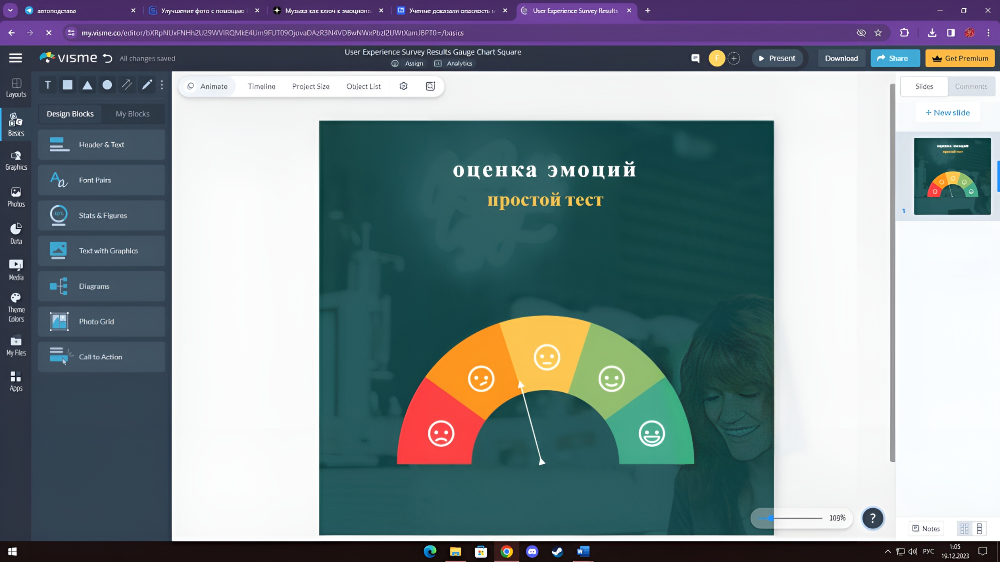 автоподстава
Улучшение фото с помощью
Музыка как ключ к эмоциона
Ученые доказали опасность
User Experience Survey Results
my.visme.co/editor/
/basics
visme
All changes saved
User Experience Survey Results Gauge Chart Square
Assign
Analytics
F
Present
Download
Share
Get Premium
Layouts
Basics
Graphics
Photos
Data
Media
Theme
Colors
My Files
Apps
T
Design Blocks
My Blocks
Header & Text
Font Pairs
Stats & Figures
Text with Graphics
Diagrams
Photo Grid
Call to Action
Animate
Timeline
Project Size
Object List
оценка эмоций
простой тест
109%
?
Slides
Comments
+ New slide
оценка эмоций
простой тест
1
Notes
РУС
1:05
19.12.2023